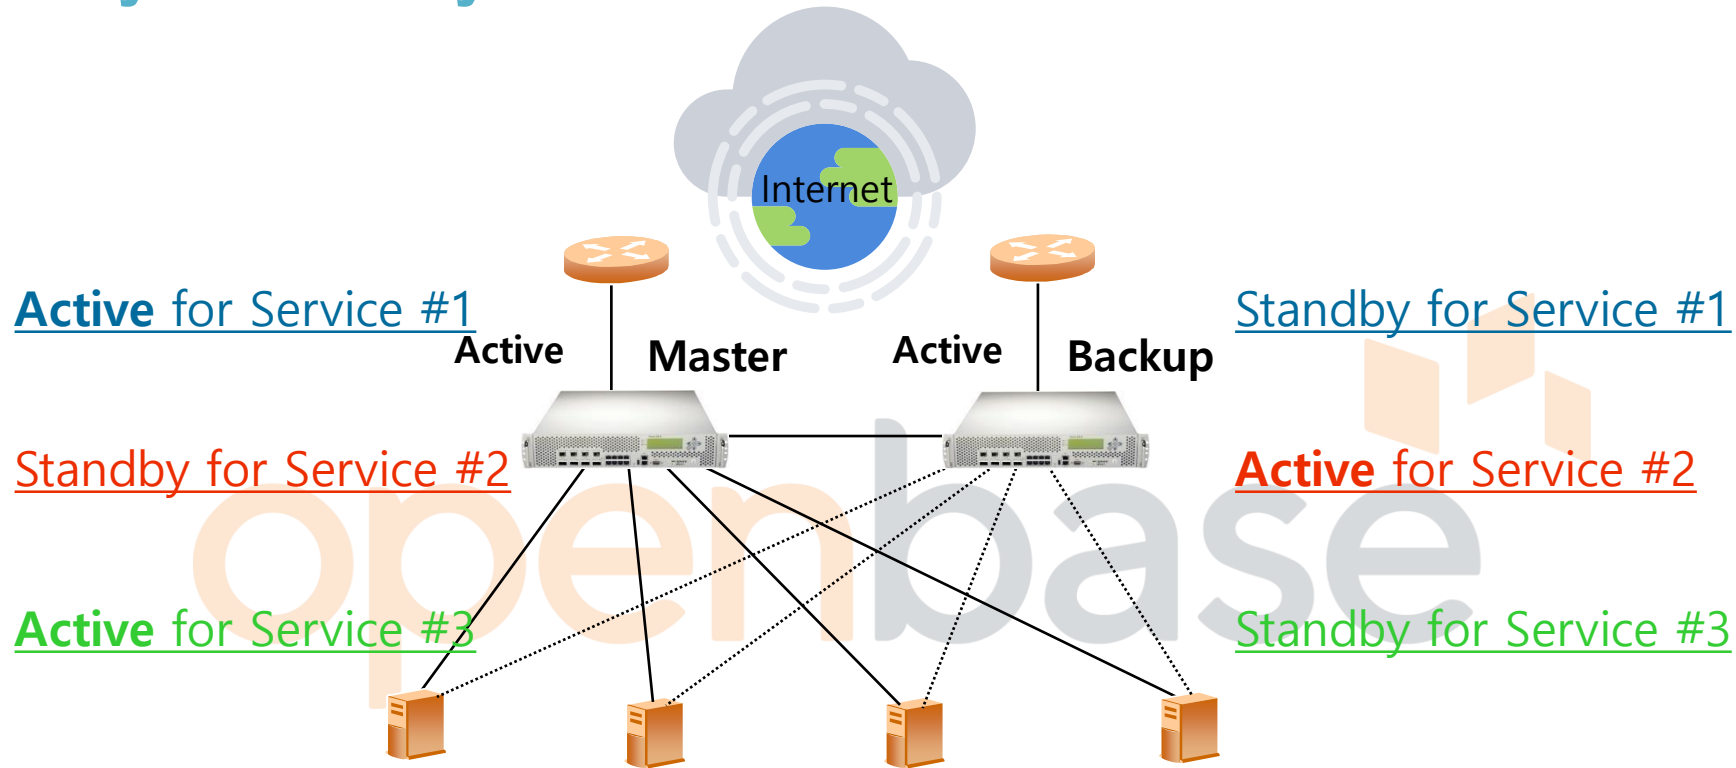 Internet
Active for Service #1
Standby for Service #1
Active
Master
Active
Backup
Standby for Service #2
Active for Service #2
openbase
Active for Service #3
Standby for Service #3